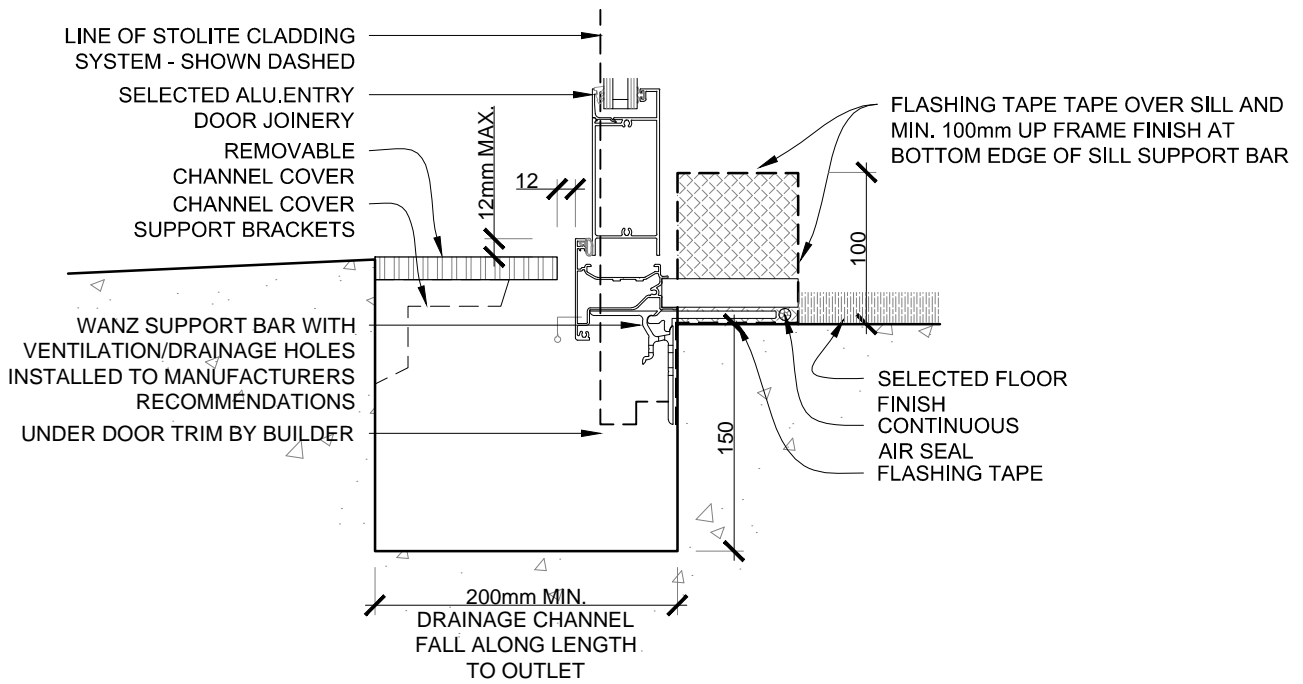 LINE OF STOLITE CLADDING
SYSTEM - SHOWN DASHED
SELECTED ALU.ENTRY
DOOR JOINERY
REMOVABLE
CHANNEL COVER
CHANNEL COVER
SUPPORT BRACKETS
WANZ SUPPORT BAR WITH
VENTILATION/DRAINAGE HOLES
INSTALLED TO MANUFACTURERS
RECOMMENDATIONS
UNDER DOOR TRIM BY BUILDER
12mm MAX.
12
FLASHING TAPE TAPE OVER SILL AND
MIN. 100mm UP FRAME FINISH AT
BOTTOM EDGE OF SILL SUPPORT BAR
100
150
SELECTED FLOOR
FINISH
CONTINUOUS
AIR SEAL
FLASHING TAPE
200mm MIN.
DRAINAGE CHANNEL
FALL ALONG LENGTH
TO OUTLET